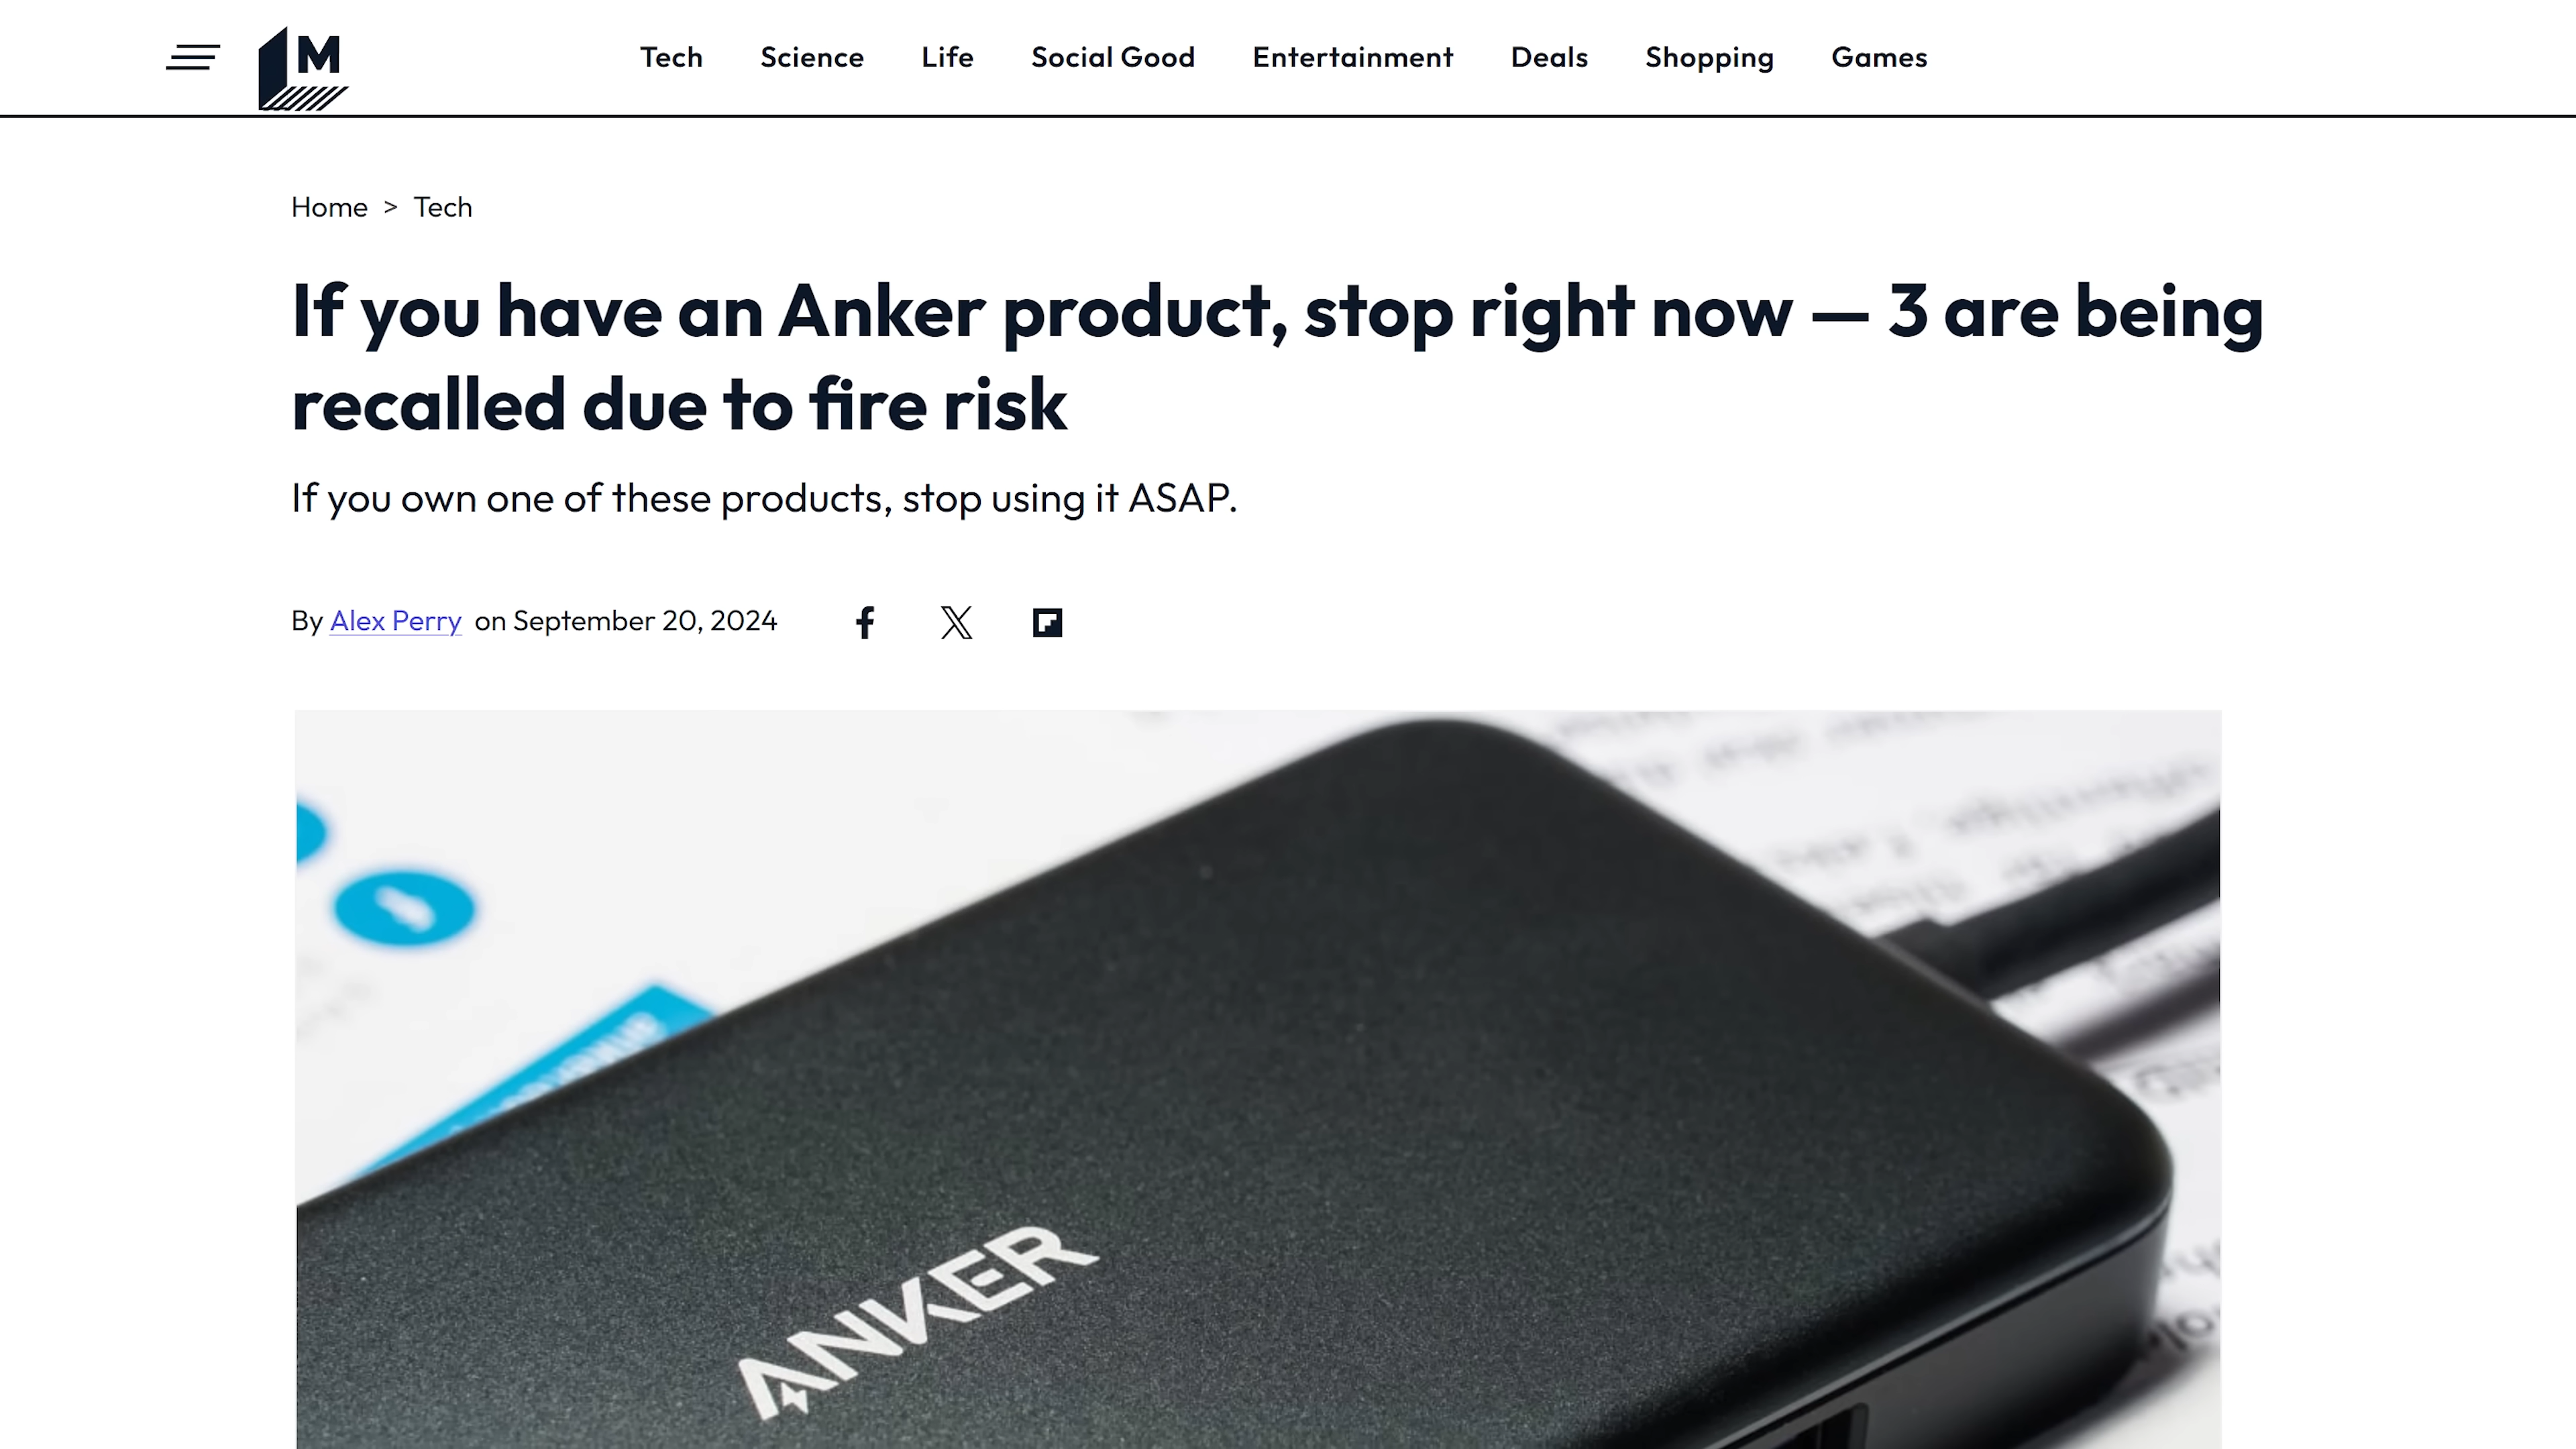 M
Tech Science Life Social Good Entertainment Deals Shopping Games
Home > Tech
If you have an Anker product, stop right now — 3 are being
recalled due to fire risk
If you own one of these products, stop using it ASAP.
By Alex Perry on September 20, 2024
ANKER